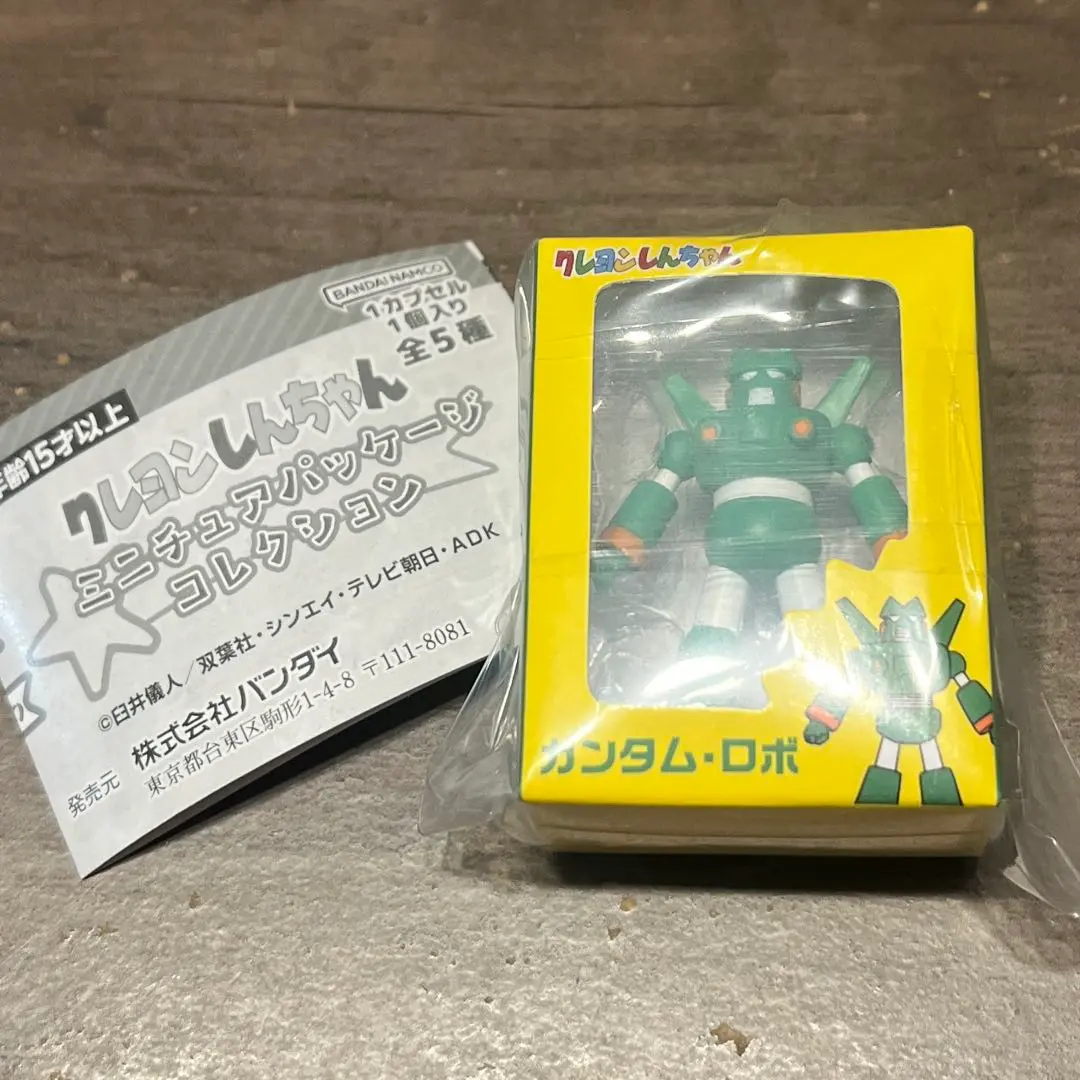 BANDAI NAMCO
1カプセル
1個入り
全5種
年齢15才以上
クレヨンしんちゃん
ミニチュアパッケージ
コレクション
©臼井儀人／双葉社・シンエイ・テレビ朝日・ADK
発売元 株式会社バンダイ
東京都台東区駒形1-4-8 〒111-8081
クレヨンしんちゃん
カンタム・ロボ